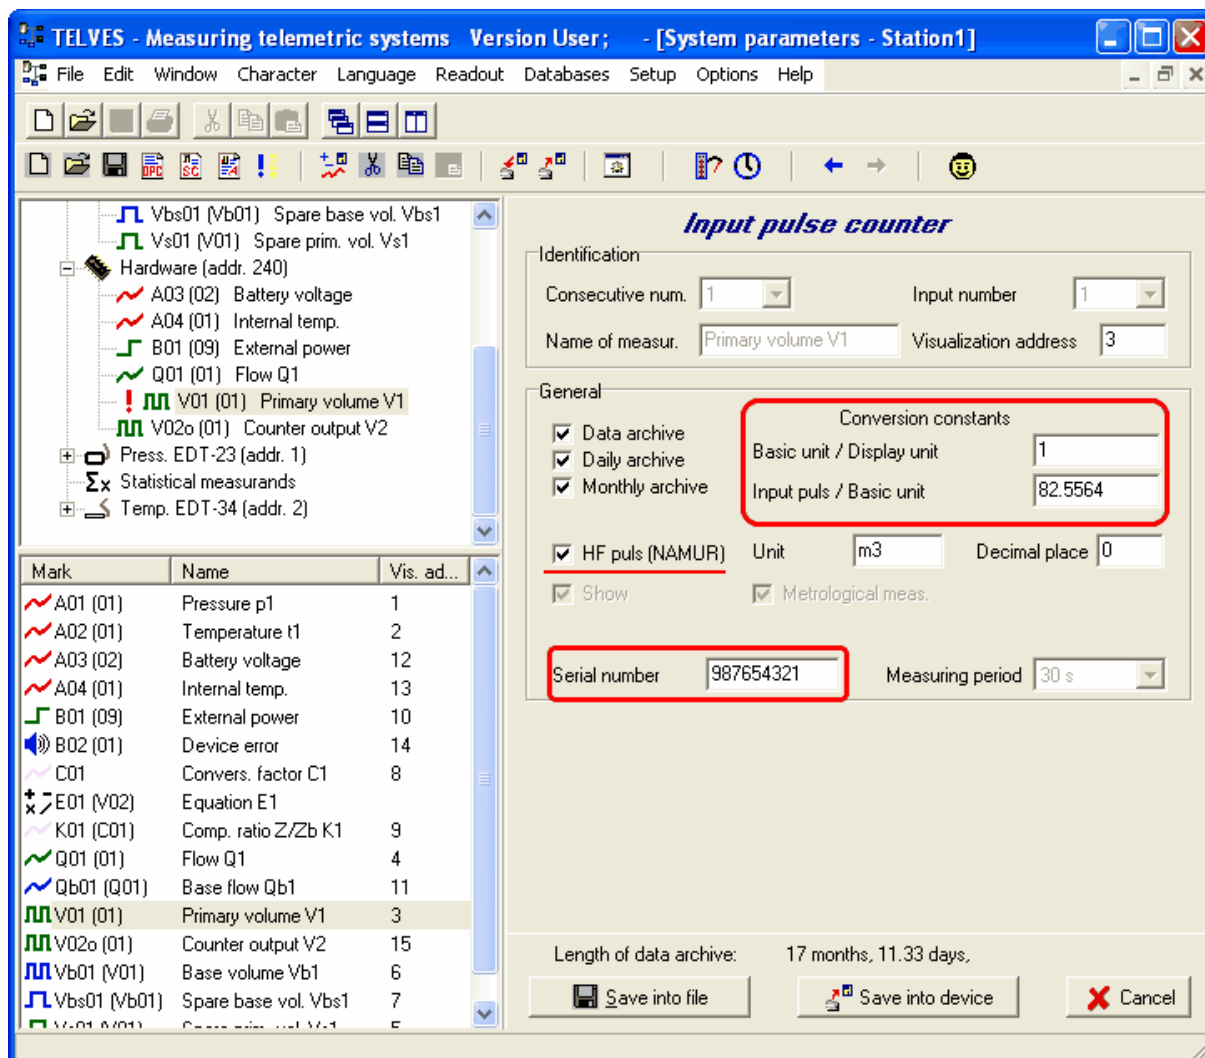 TELVES - Measuring telemetric systems Version User; - [System parameters - Station1]
File Edit Window Character Language Readout Databases Setup Options Help
Vbs01 (Vb01) Spare base vol. Vbs1
Vs01 (V01) Spare prim. vol. Vs1
Hardware (addr. 240)
A03 (02) Battery voltage
A04 (01) Internal temp.
B01 (09) External power
Q01 (01) Flow Q1
V01 (01) Primary volume V1
V02o (01) Counter output V2
Press. EDT-23 (addr. 1)
Σx Statistical measurands
Temp. EDT-34 (addr. 2)
Mark Name Vis. ad...
A01 (01) Pressure p1 1
A02 (01) Temperature t1 2
A03 (02) Battery voltage 12
A04 (01) Internal temp. 13
B01 (09) External power 10
B02 (01) Device error 14
C01 Convers. factor C1 8
E01 (V02) Equation E1
K01 (C01) Comp. ratio Z/Zb K1 9
Q01 (01) Flow Q1 4
Qb01 (Q01) Base flow Qb1 11
V01 (01) Primary volume V1 3
V02o (01) Counter output V2 15
Vb01 (V01) Base volume Vb1 6
Vbs01 (Vb01) Spare base vol. Vbs1 7
Input pulse counter
Identification
Consecutive num. 1 Input number 1
Name of measur. Primary volume V1 Visualization address 3
General
Data archive
Daily archive
Monthly archive
Conversion constants
Basic unit / Display unit 1
Input puls / Basic unit 82.5564
HF puls (NAMUR) Unit m3 Decimal place 0
Show Metrological meas.
Serial number 987654321 Measuring period 30 s
Length of data archive: 17 months, 11.33 days,
Save into file Save into device Cancel